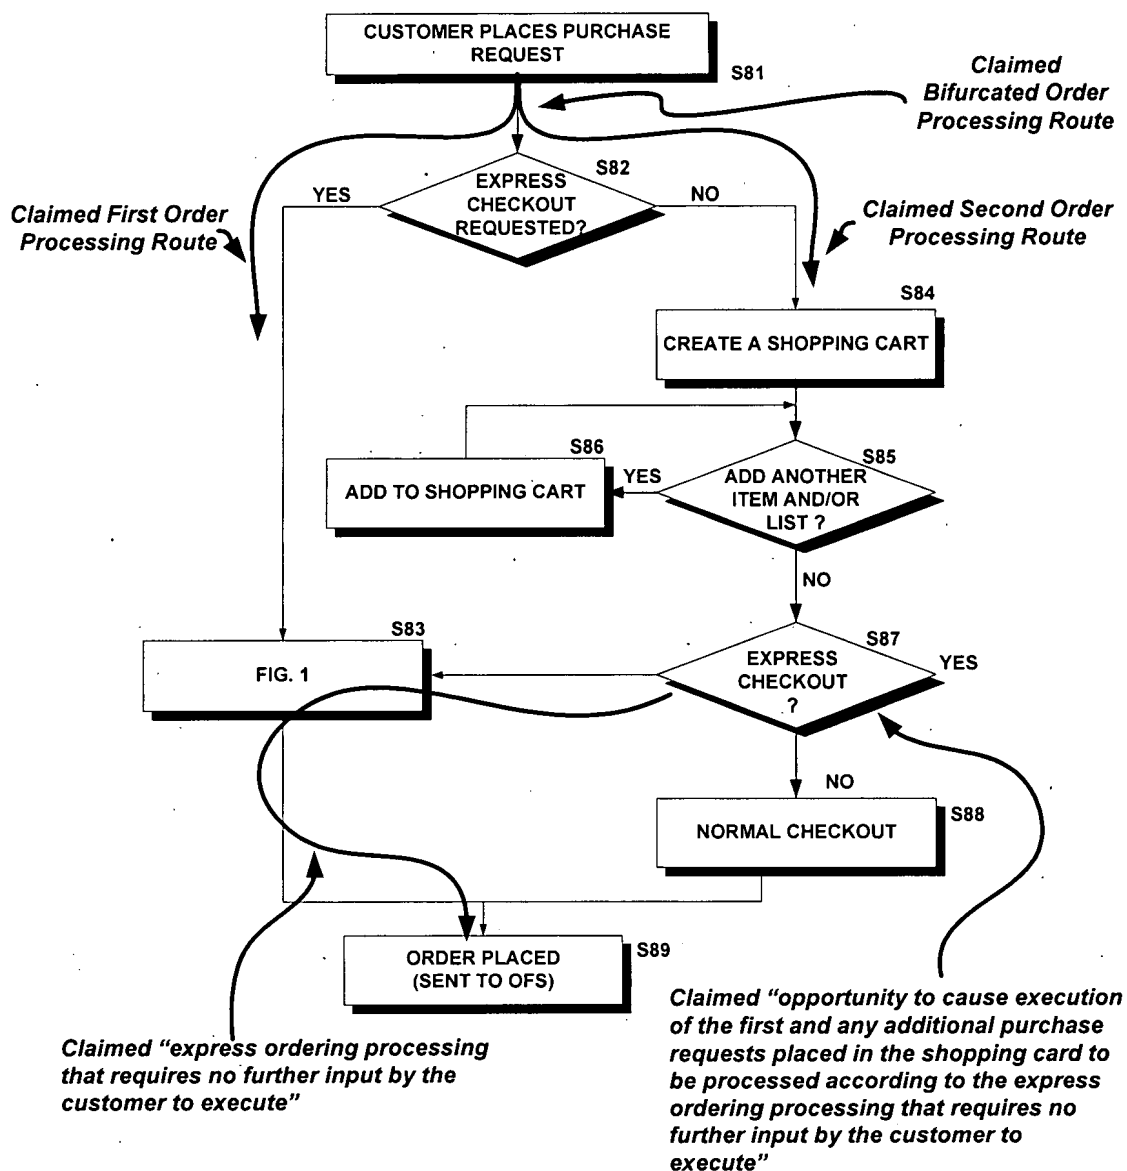 CUSTOMER PLACES PURCHASE
REQUEST
S81
Claimed
Bifurcated Order
Processing Route
S82
YES
EXPRESS
CHECKOUT
REQUESTED?
NO
Claimed First Order
Processing Route
Claimed Second Order
Processing Route
S84
CREATE A SHOPPING CART
S86
ADD TO SHOPPING CART
YES
S85
ADD ANOTHER
ITEM AND/OR
LIST ?
NO
S83
FIG. 1
S87
EXPRESS
CHECKOUT
?
YES
NO
S88
NORMAL CHECKOUT
S89
ORDER PLACED
(SENT TO OFS)
Claimed “express ordering processing
that requires no further input by the
customer to execute”
Claimed “opportunity to cause execution
of the first and any additional purchase
requests placed in the shopping card to
be processed according to the express
ordering processing that requires no
further input by the customer to
execute”